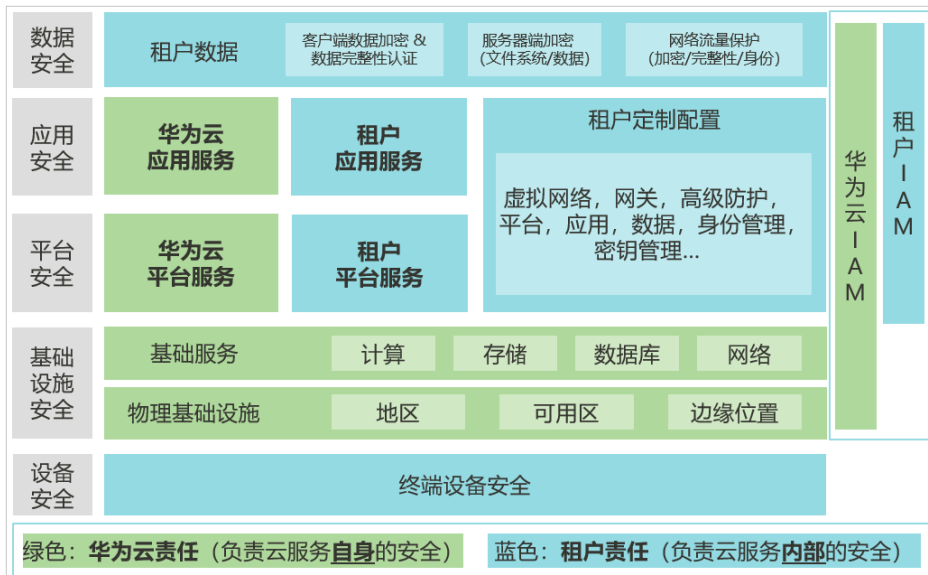 数据
安全
租户数据
客户端数据加密 &
数据完整性认证
服务器端加密
(文件系统/数据)
网络流量保护
(加密/完整性/身份)
应用
安全
华为云
应用服务
租户
应用服务
租户定制配置
虚拟网络，网关，高级防护，
平台，应用，数据，身份管理，
密钥管理...
平台
安全
华为云
平台服务
租户
平台服务
基础
设施
安全
基础服务
计算
存储
数据库
网络
物理基础设施
地区
可用区
边缘位置
设备
安全
终端设备安全
华为云IAM
租户IAM
绿色：华为云责任（负责云服务自身的安全）
蓝色：租户责任（负责云服务内部的安全）